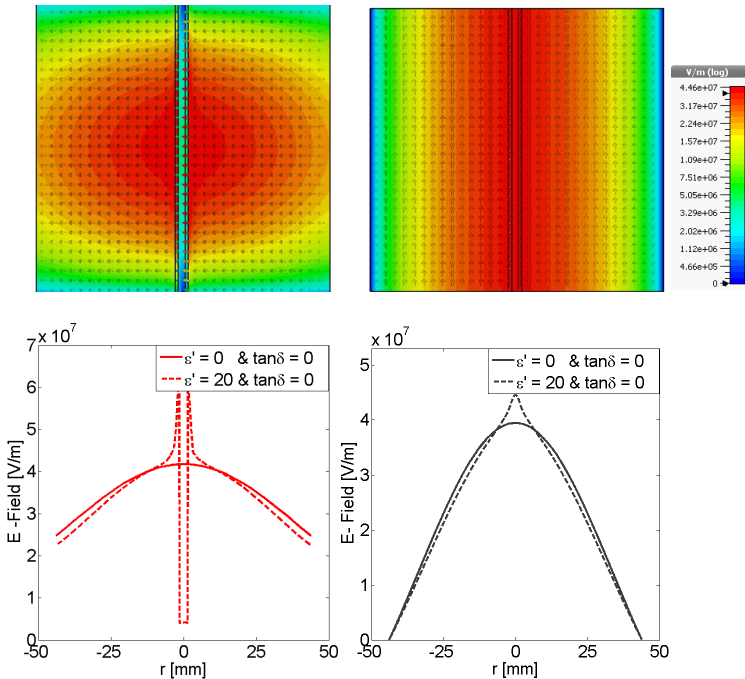 V/m (log)
4.46e+07
3.17e+07
2.24e+07
1.57e+07
1.09e+07
7.51e+06
5.06e+06
3.29e+06
2.02e+06
1.12e+06
4.66e+05
0
x 10^7
7
6
5
4
3
2
1
0
E -Field [V/m]
ε' = 0 & tanδ = 0
ε' = 20 & tanδ = 0
-50
-25
0
25
50
r [mm]
x 10^7
5
4
3
2
1
0
E- Field [V/m]
ε' = 0 & tanδ = 0
ε' = 20 & tanδ = 0
-50
-25
0
25
50
r [mm]